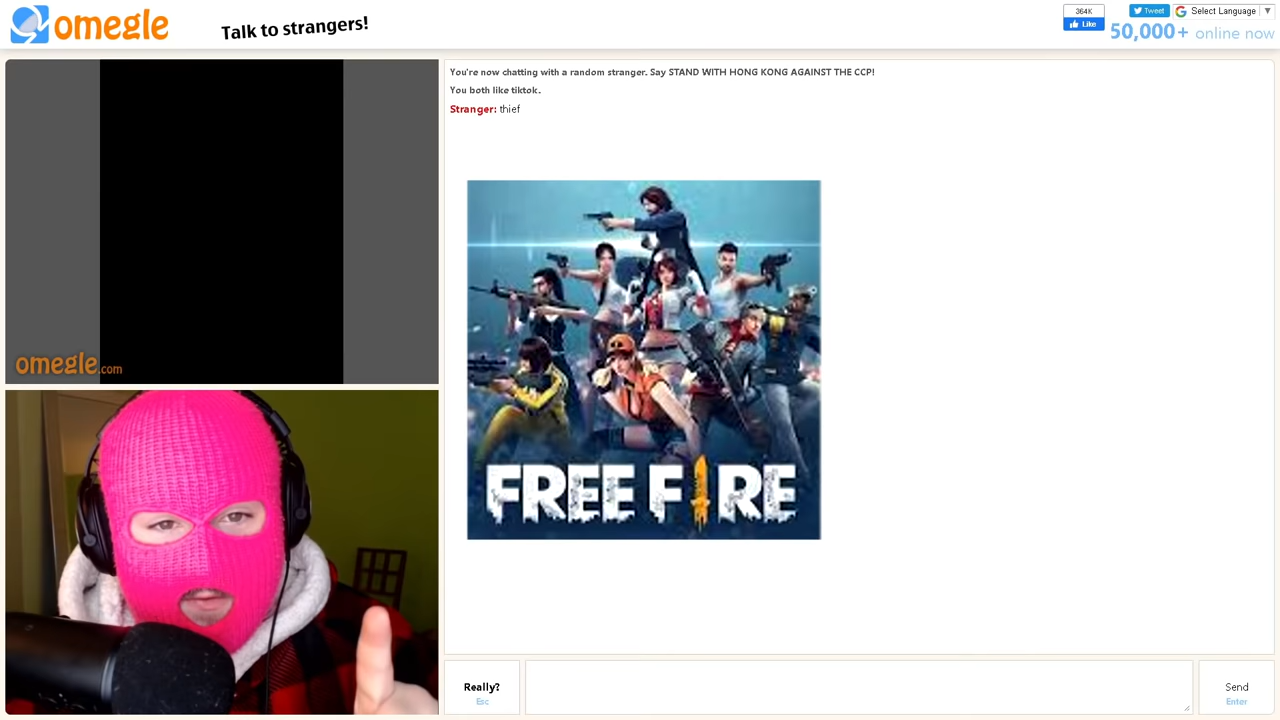 omegle
Talk to strangers!
364K
Like
Tweet
Select Language ▼
50,000+ online now
You're now chatting with a random stranger. Say STAND WITH HONG KONG AGAINST THE CCP!
You both like tiktok.
Stranger: thief
omegle.com
FREE FIRE
Really?
Esc
Send
Enter